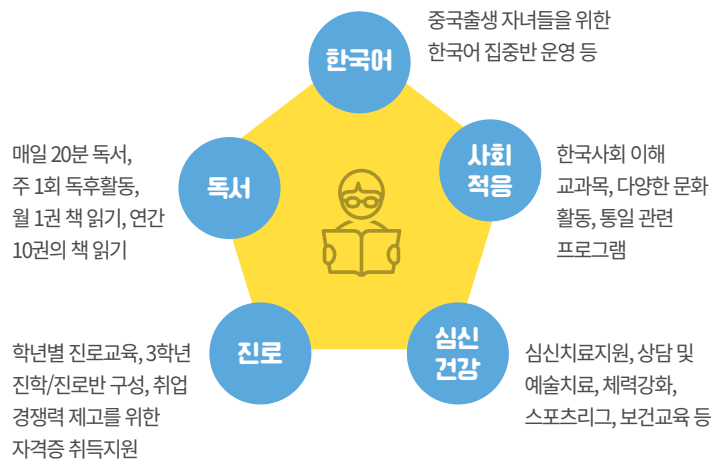 한국어
중국출생 자녀들을 위한
한국어 집중반 운영 등
사회
적응
한국사회 이해
교과목, 다양한 문화
활동, 통일 관련
프로그램
심신
건강
심신치료지원, 상담 및
예술치료, 체력강화,
스포츠리그, 보건교육 등
진로
학년별 진로교육, 3학년
진학/진로반 구성, 취업
경쟁력 제고를 위한
자격증 취득지원
독서
매일 20분 독서,
주 1회 독후활동,
월 1권 책 읽기, 연간
10권의 책 읽기